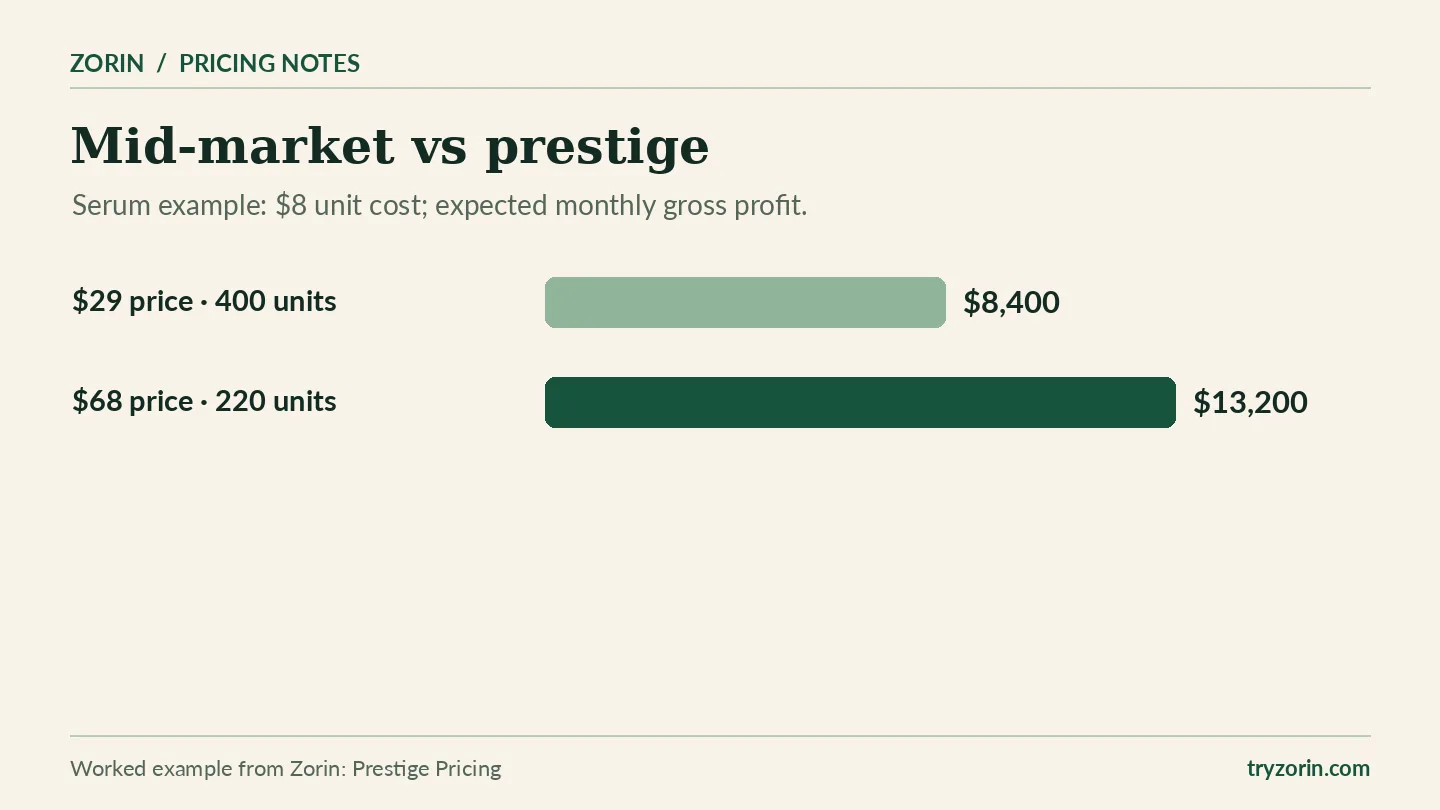 ZORIN / PRICING NOTES
Mid-market vs prestige
Serum example: $8 unit cost; expected monthly gross profit.
$29 price · 400 units
$8,400
$68 price · 220 units
$13,200
Worked example from Zorin: Prestige Pricing
tryzorin.com